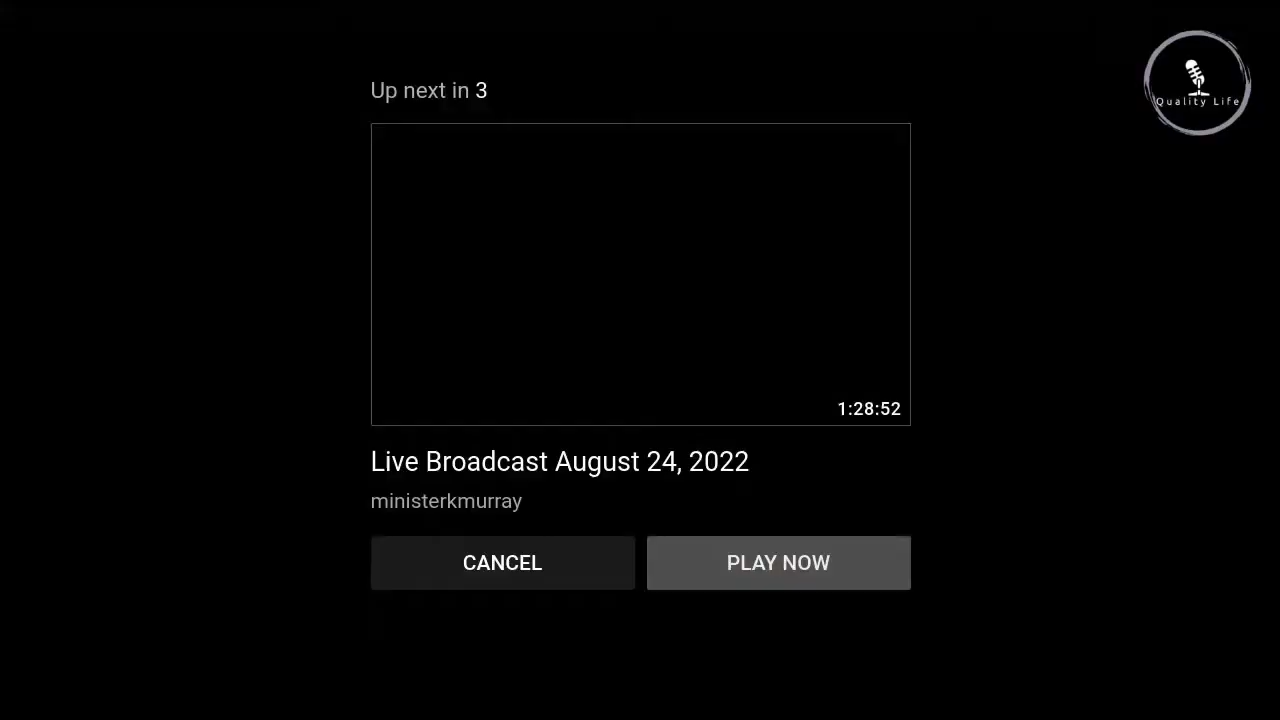 Up next in 3
Quality Life
1:28:52
Live Broadcast August 24, 2022
ministerkmurray
CANCEL
PLAY NOW